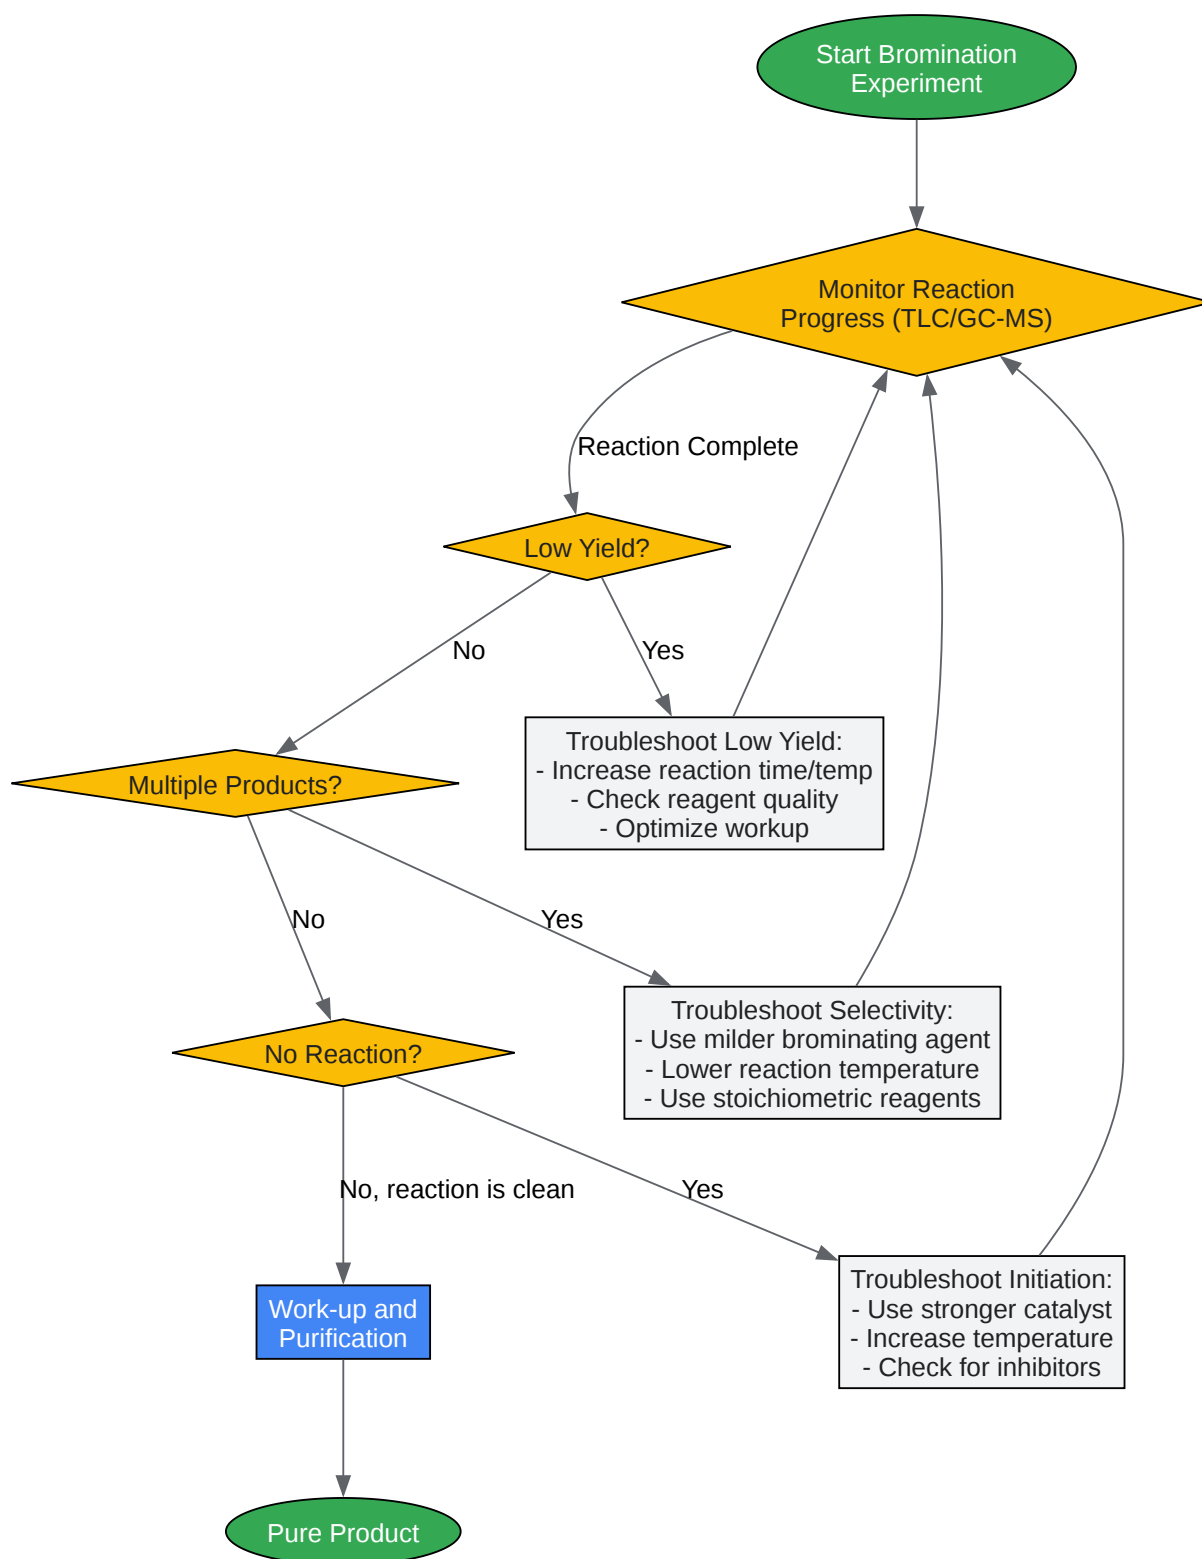 Start Bromination
Experiment
Monitor Reaction
Progress (TLC/GC-MS)
Reaction Complete
Low Yield?
No
Yes
Troubleshoot Low Yield:
- Increase reaction time/temp
- Check reagent quality
- Optimize workup
Multiple Products?
No
Yes
Troubleshoot Selectivity:
- Use milder brominating agent
- Lower reaction temperature
- Use stoichiometric reagents
No Reaction?
No, reaction is clean
Yes
Troubleshoot Initiation:
- Use stronger catalyst
- Increase temperature
- Check for inhibitors
Work-up and
Purification
Pure Product